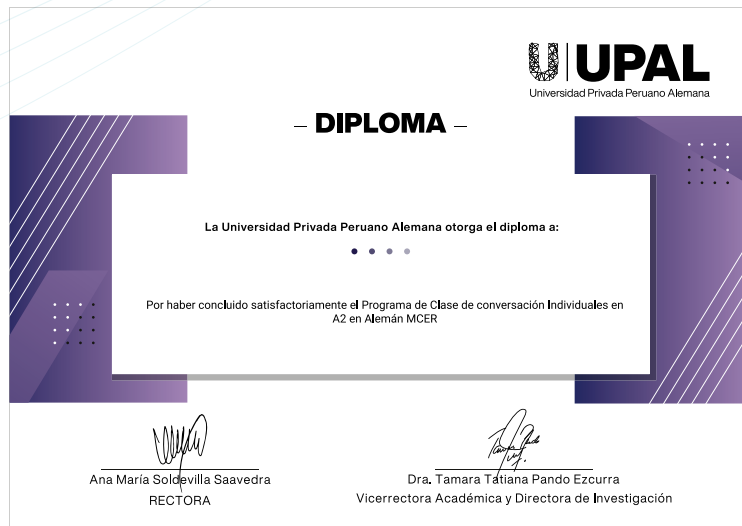 UPAL
Universidad Privada Peruano Alemana
– DIPLOMA –
La Universidad Privada Peruano Alemana otorga el diploma a:
Por haber concluido satisfactoriamente el Programa de Clase de conversación Individuales en
A2 en Alemán MCER
Ana María Soldevilla Saavedra
RECTORA
Dra. Tamara Tatiana Pando Ezcurra
Vicerrectora Académica y Directora de Investigación